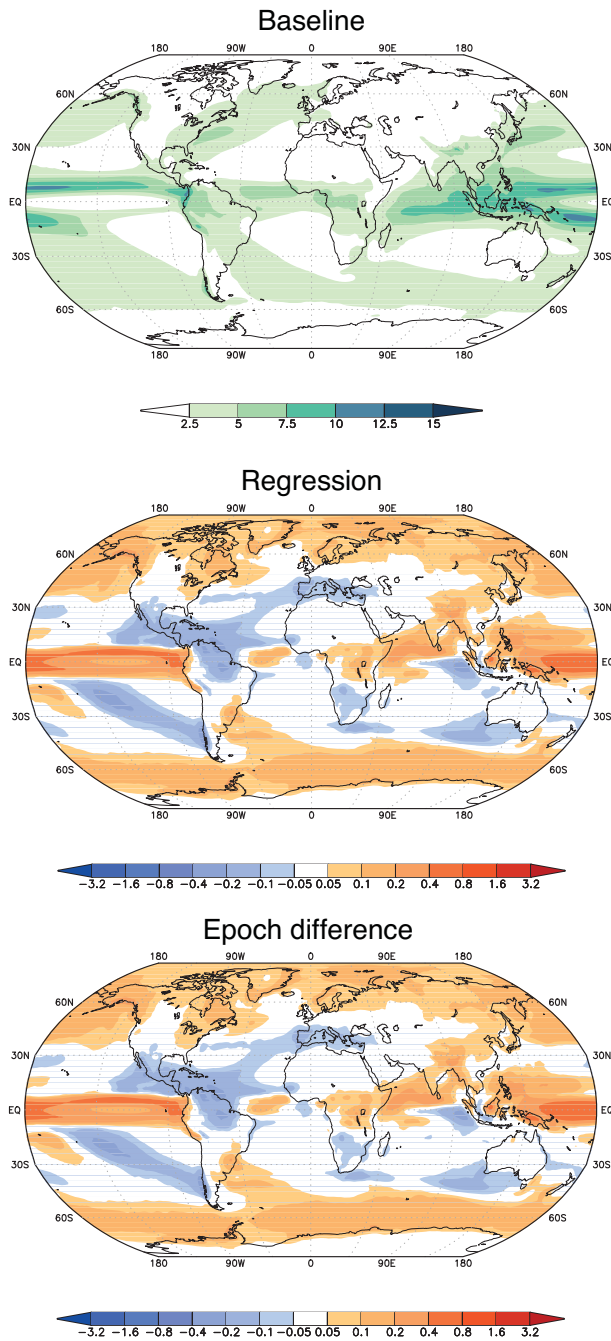 Baseline
180 90W 0 90E 180
60N 60N
30N 30N
EQ EQ
30S 30S
60S 60S
180 90W 0 90E 180
2.5 5 7.5 10 12.5 15
Regression
180 90W 0 90E 180
60N 60N
30N 30N
EQ EQ
30S 30S
60S 60S
180 90W 0 90E 180
-3.2 -1.6 -0.8 -0.4 -0.2 -0.1 -0.05 0.05 0.1 0.2 0.4 0.8 1.6 3.2
Epoch difference
180 90W 0 90E 180
60N 60N
30N 30N
EQ EQ
30S 30S
60S 60S
180 90W 0 90E 180
-3.2 -1.6 -0.8 -0.4 -0.2 -0.1 -0.05 0.05 0.1 0.2 0.4 0.8 1.6 3.2